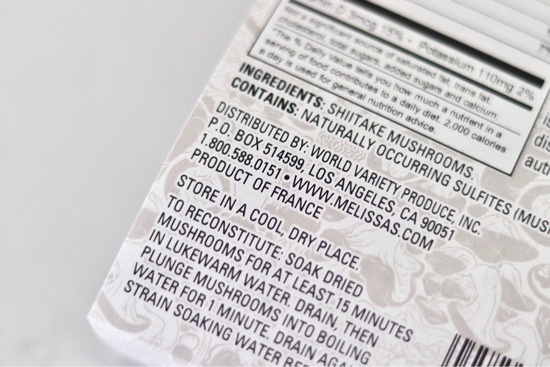 0.3mcg 15% • Potassium 110mg 2%
Not a significant source of saturated fat, trans fat,
cholesterol, total sugars, added sugars and calcium.
*The % Daily Value tells you how much a nutrient in a
serving of food contributes to a daily diet. 2,000 calories
a day is used for general nutrition advice.
INGREDIENTS: SHIITAKE MUSHROOMS.
CONTAINS: NATURALLY OCCURRING SULFITES (MUSH
DISTRIBUTED BY: WORLD VARIETY PRODUCE, INC.
P.O. BOX 514599, LOS ANGELES, CA 90051
1.800.588.0151 • WWW.MELISSAS.COM
PRODUCT OF FRANCE
STORE IN A COOL, DRY PLACE.
TO RECONSTITUTE: SOAK DRIED
MUSHROOMS FOR AT LEAST 15 MINUTES
IN LUKEWARM WATER. DRAIN, THEN
PLUNGE MUSHROOMS INTO BOILING
WATER FOR 1 MINUTE. DRAIN AGAI
STRAIN SOAKING WATER